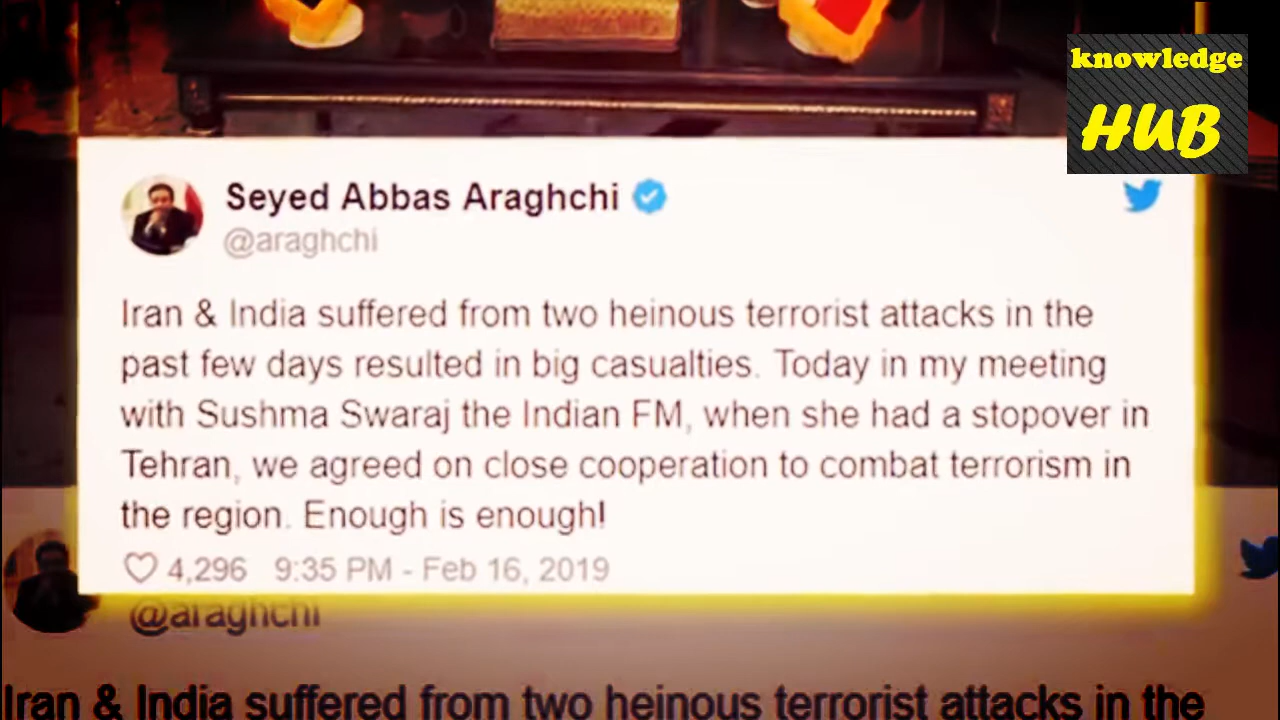 knowledge
HUB
Seyed Abbas Araghchi
@araghchi
Iran & India suffered from two heinous terrorist attacks in the
past few days resulted in big casualties. Today in my meeting
with Sushma Swaraj the Indian FM, when she had a stopover in
Tehran, we agreed on close cooperation to combat terrorism in
the region. Enough is enough!
4,296 9:35 PM - Feb 16, 2019
@araghchi
Iran & India suffered from two heinous terrorist attacks in the